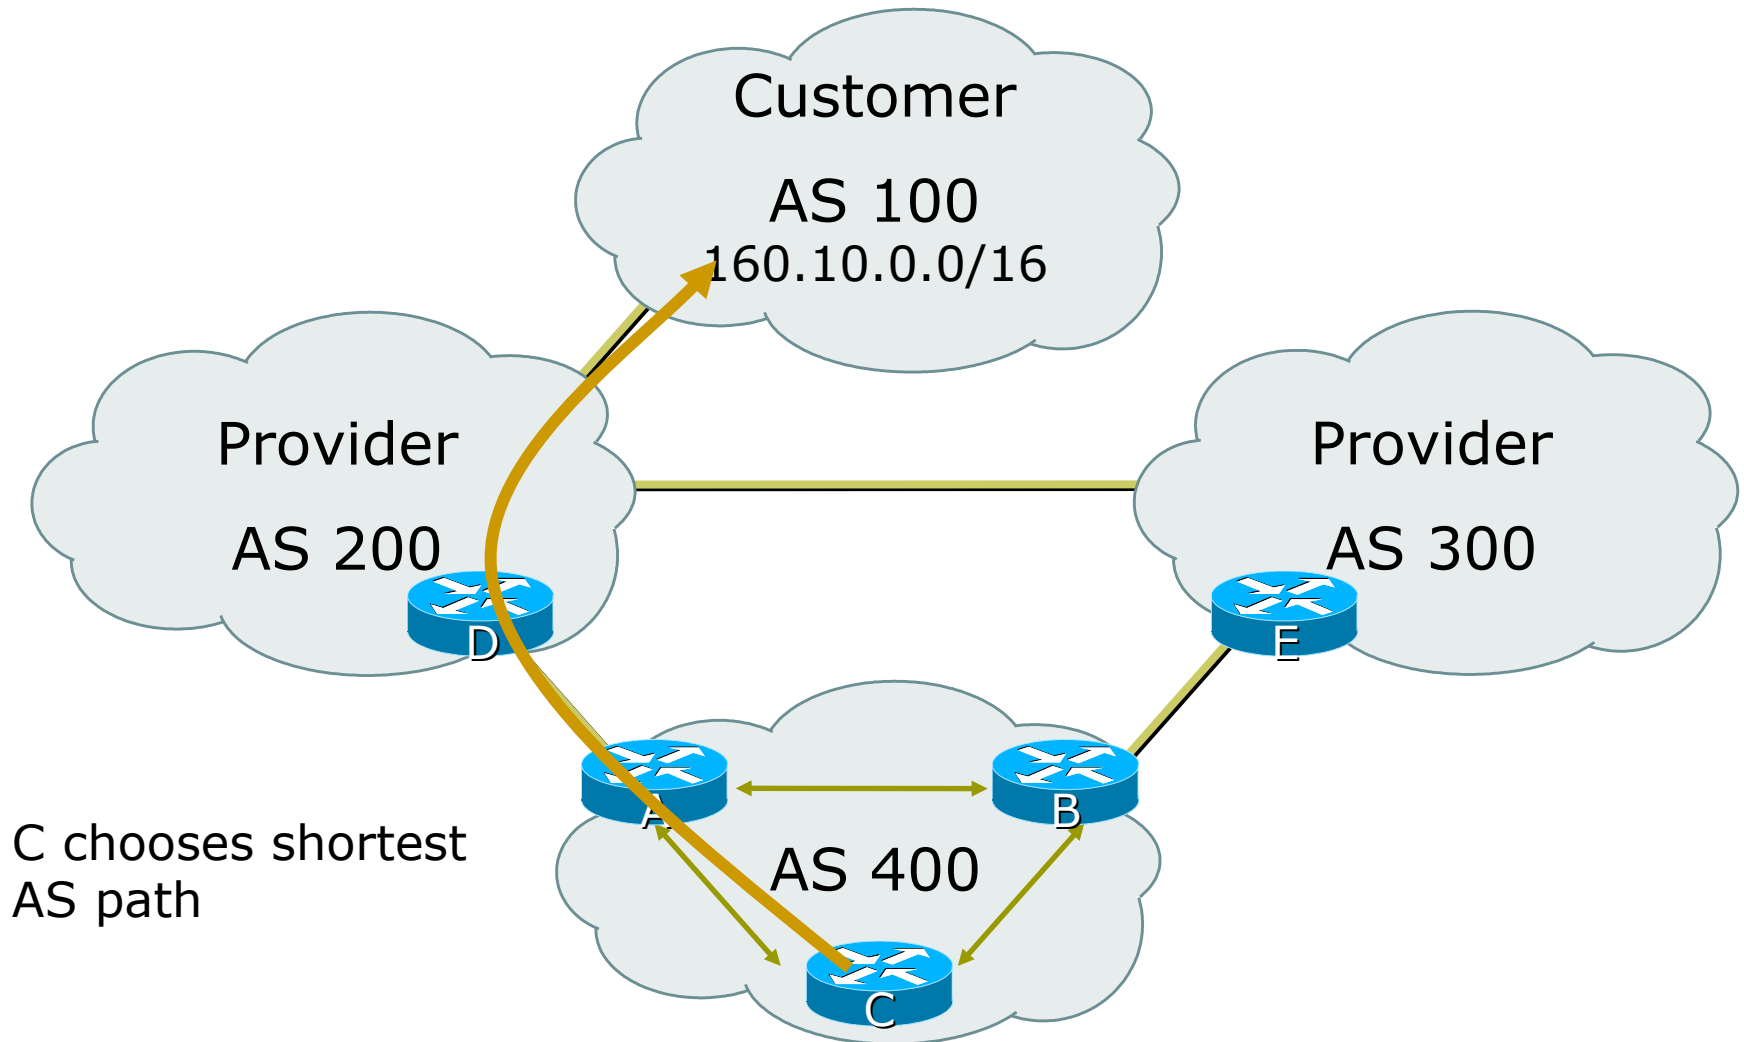 Customer
AS 100
160.10.0.0/16
Provider
AS 200
Provider
AS 300
D
E
A
B
C chooses shortest
AS path
AS 400
C